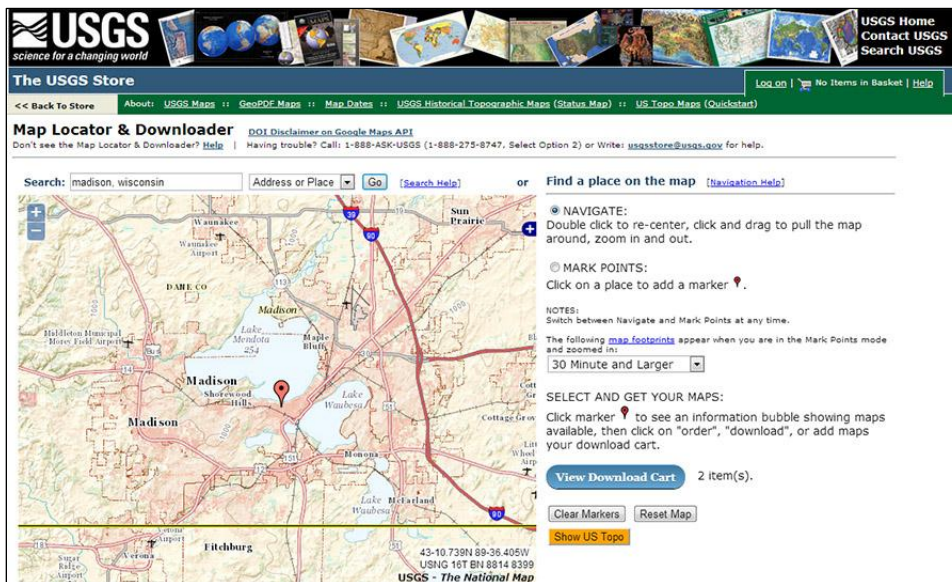 USGS
science for a changing world
USGS Home
Contact USGS
Search USGS
The USGS Store
Log on | No Items in Basket | Help
<< Back To Store
About: USGS Maps :: GeoPDF Maps :: Map Dates :: USGS Historical Topographic Maps (Status Map) :: US Topo Maps (Quickstart)
Map Locator & Downloader DOI Disclaimer on Google Maps API
Don't see the Map Locator & Downloader? Help | Having trouble? Call: 1-888-ASK-USGS (1-888-275-8747, Select Option 2) or Write: usgsstore@usgs.gov for help.
Search: madison, wisconsin Address or Place Go [Search Help] or
Find a place on the map [Navigation Help]
NAVIGATE:
Double click to re-center, click and drag to pull the map
around, zoom in and out.
MARK POINTS:
Click on a place to add a marker .
NOTES:
Switch between Navigate and Mark Points at any time.
The following map footprints appear when you are in the Mark Points mode
and zoomed in:
30 Minute and Larger
SELECT AND GET YOUR MAPS:
Click marker to see an information bubble showing maps
available, then click on "order", "download", or add maps
your download cart.
View Download Cart 2 item(s).
Clear Markers Reset Map
Show US Topo
Waunakee
Sun
Prairie
39
19
90
Waunakee
Airport
113
DANE CO
Madison
Lake
Mendota
254
Maple
Bluff
Middleton Municipal
Morey Field Airport
Madison
Shorewood
Hills
Lake
Waubesa
Madison
Cottage Grove
Monona
12
151
51
Lake
Waubesa
McFarland
90
Verona
Fitchburg
Sugar
Ridge
Airport
43-10.739N 89-36.405W
USNG 16T BN 8814 8399
USGS - The National Map